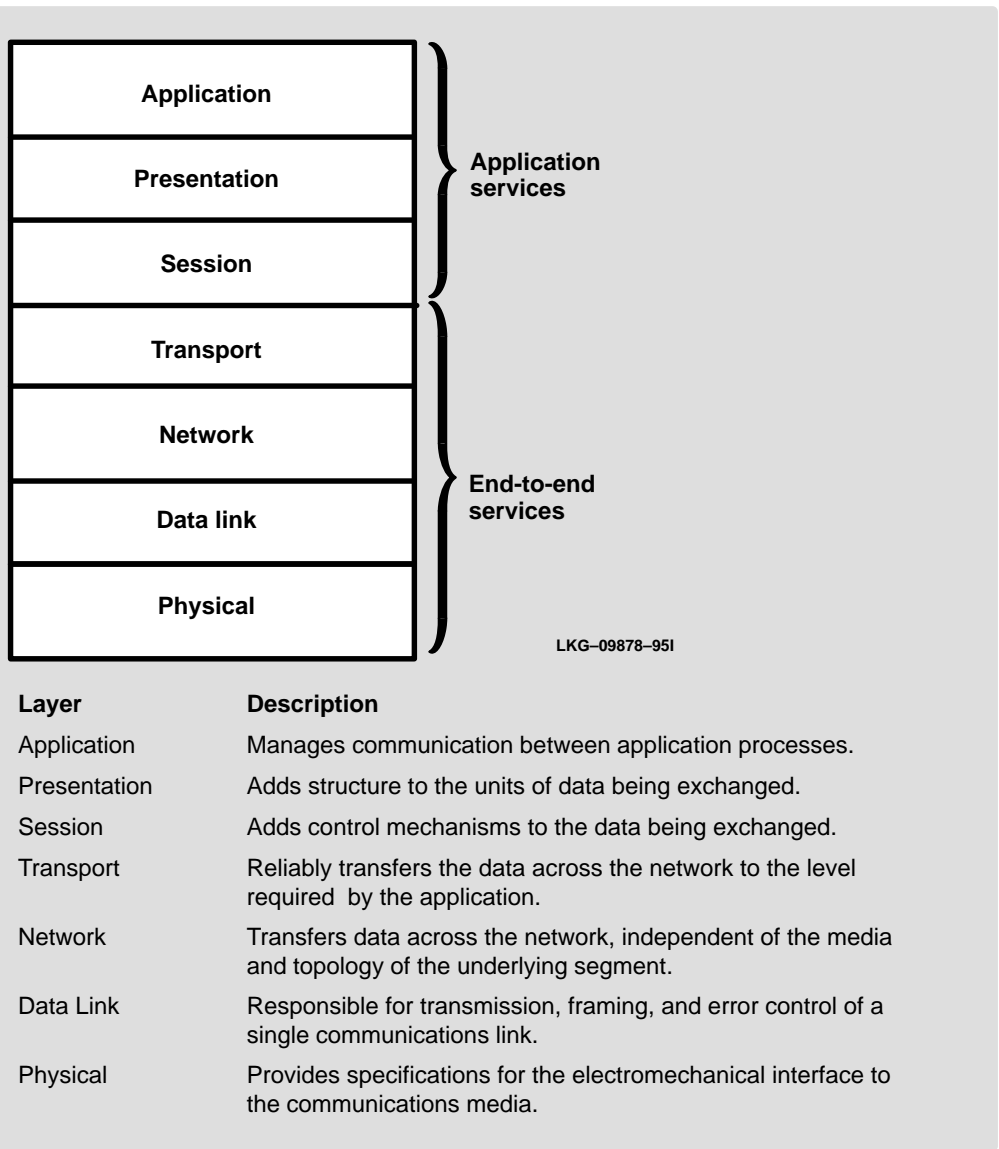 Application
Presentation
Application
services
Session
Transport
Network
End-to-end
services
Data link
Physical
LKG–09878–95I
Layer Description
Application Manages communication between application processes.
Presentation Adds structure to the units of data being exchanged.
Session Adds control mechanisms to the data being exchanged.
Transport Reliably transfers the data across the network to the level
required by the application.
Network Transfers data across the network, independent of the media
and topology of the underlying segment.
Data Link Responsible for transmission, framing, and error control of a
single communications link.
Physical Provides specifications for the electromechanical interface to
the communications media.